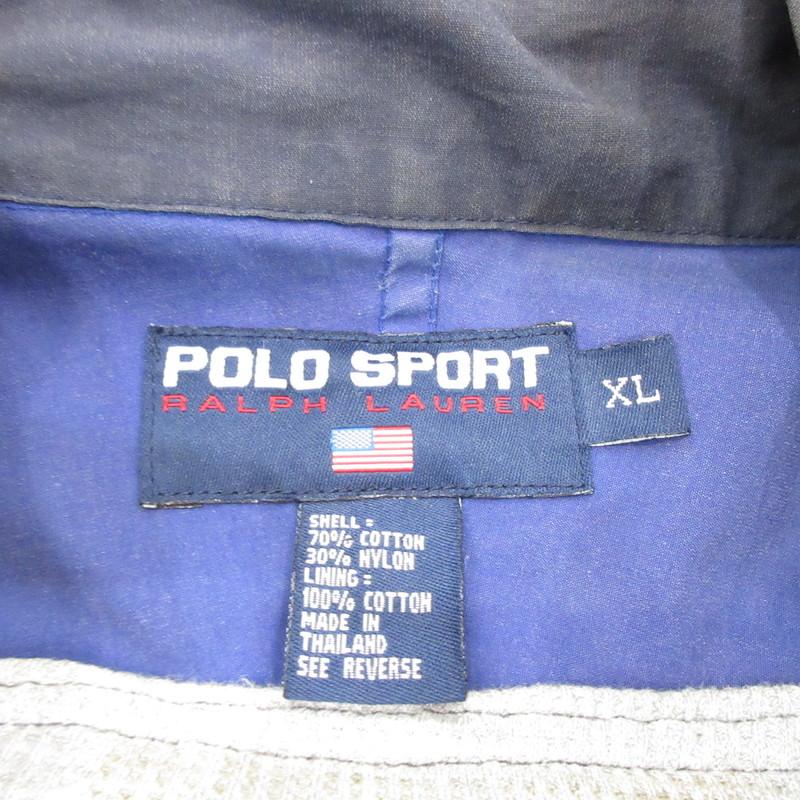 POLO SPORT
RALPH LAUREN
XL
SHELL =
70% COTTON
30% NYLON
LINING =
100% COTTON
MADE IN
THAILAND
SEE REVERSE